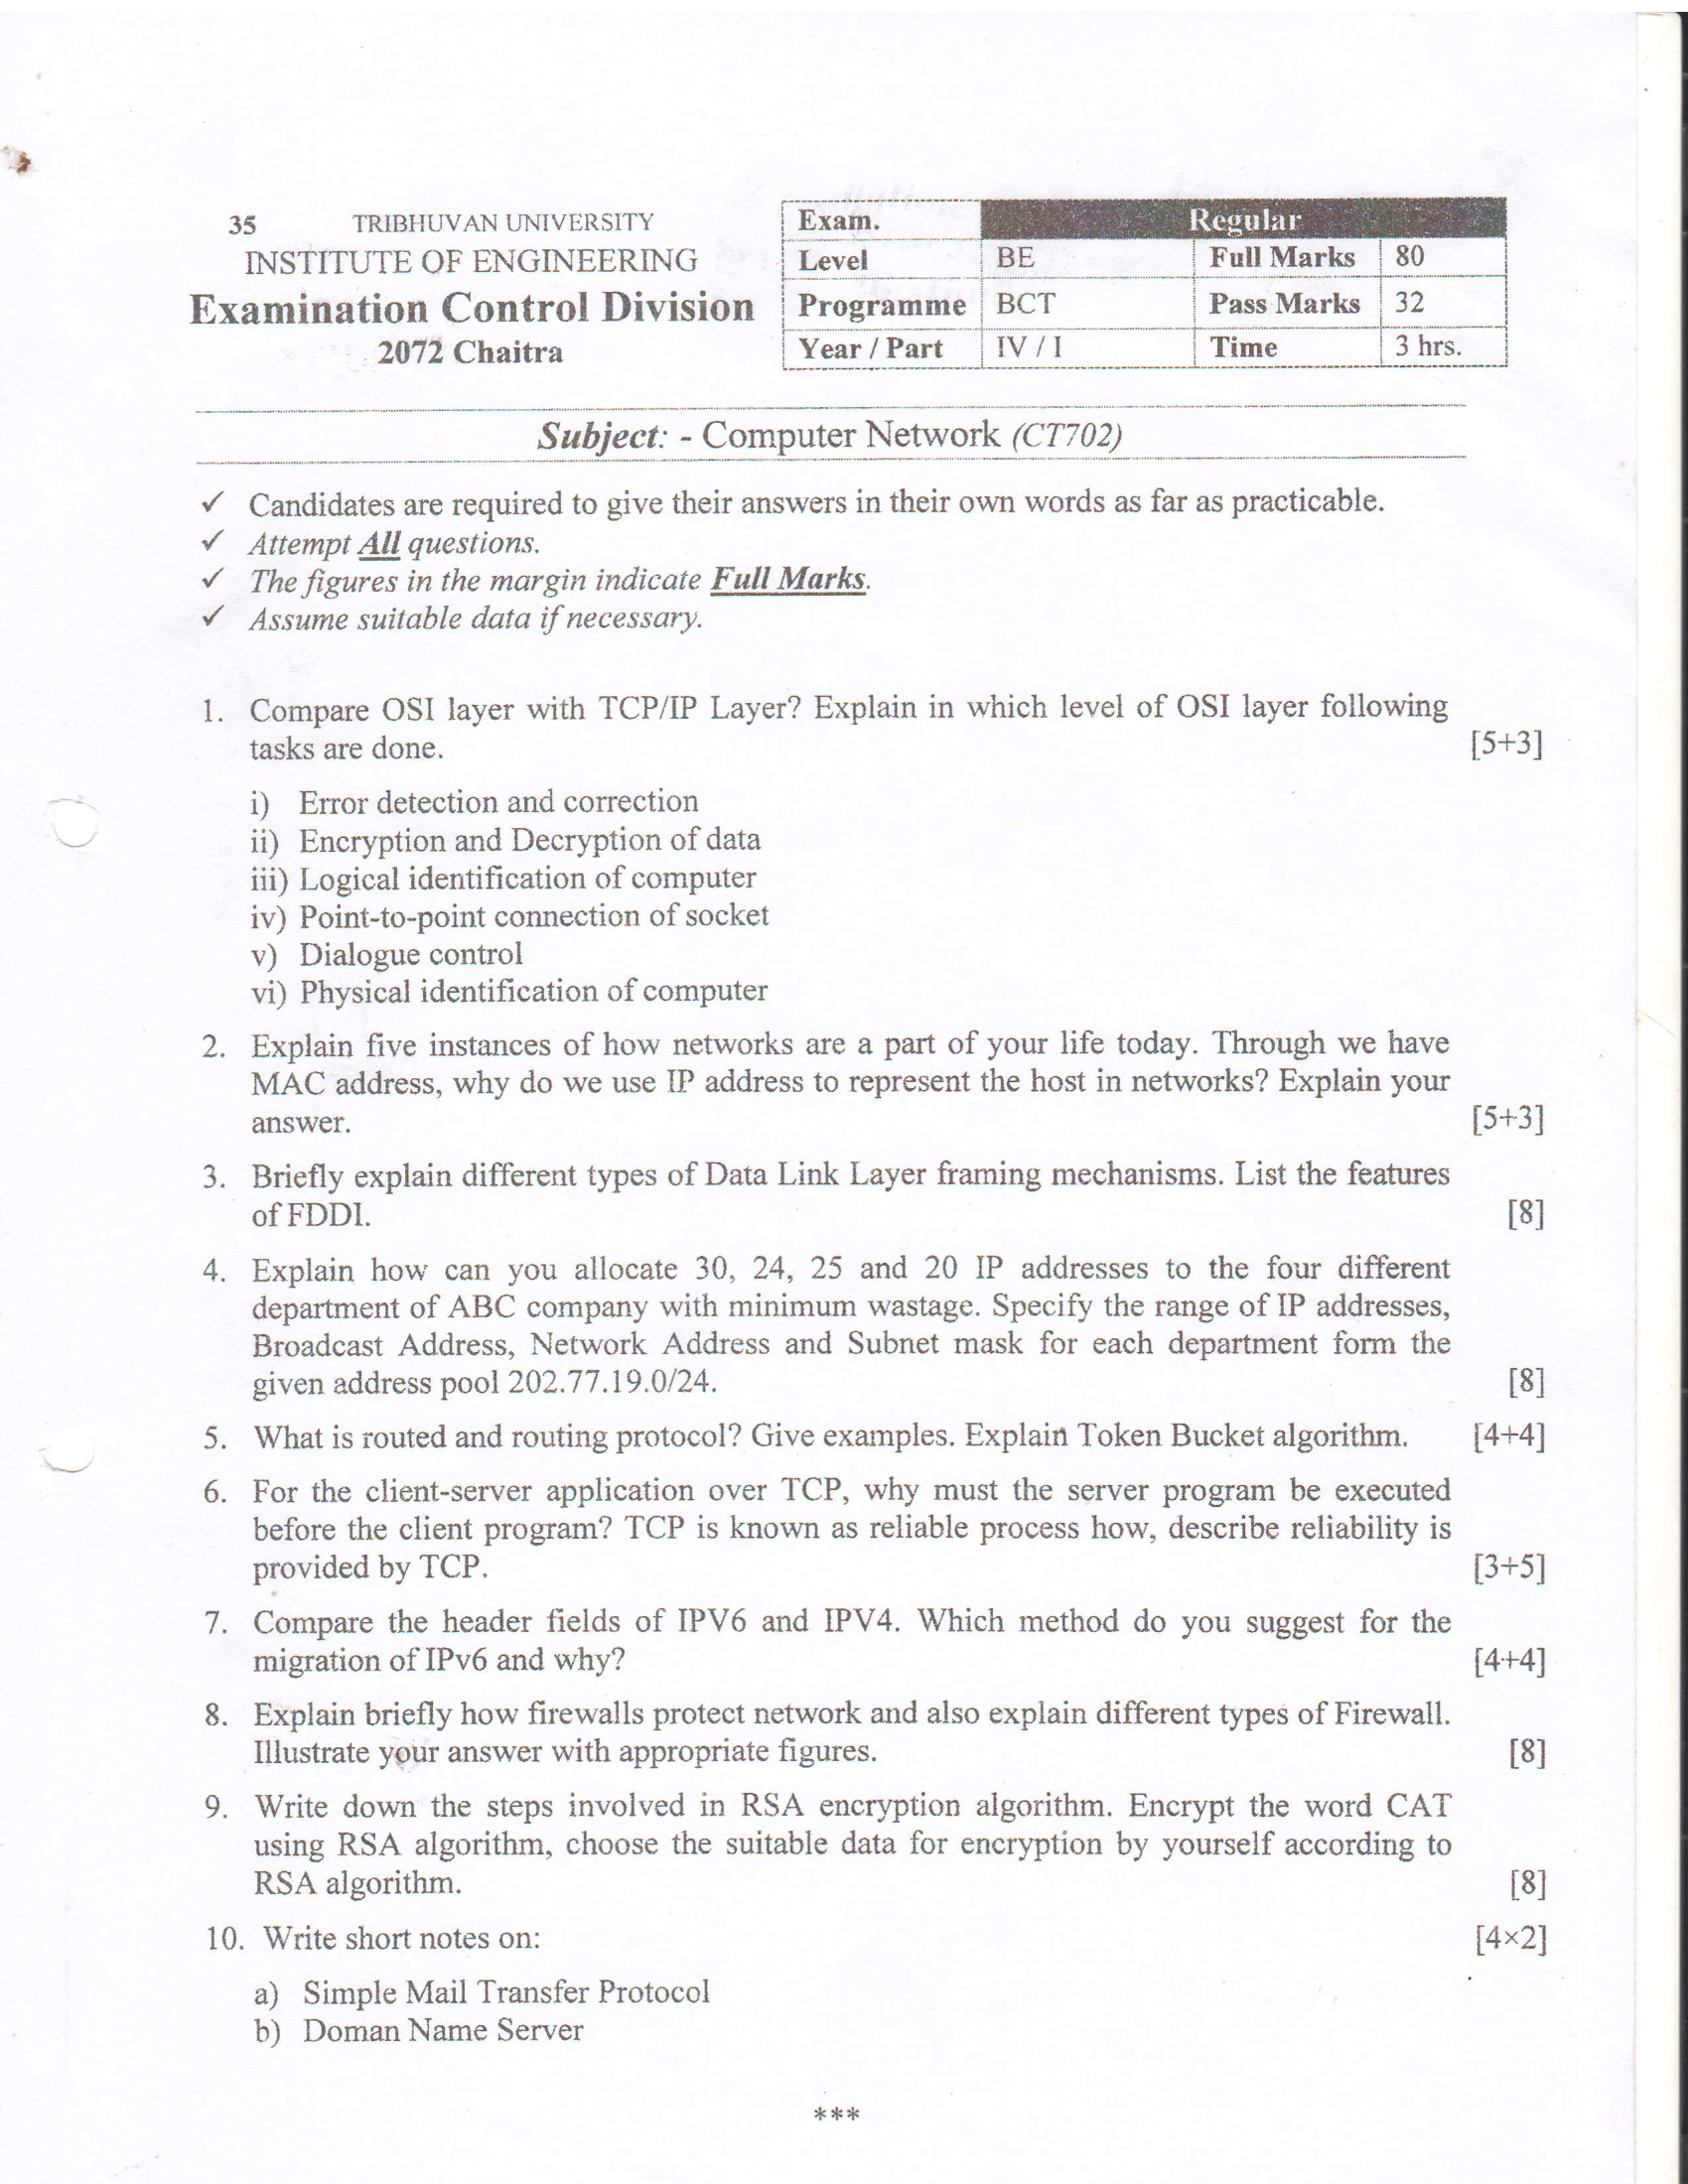 35 TRIBHUVAN UNIVERSITY
INSTITUTE OF ENGINEERING
Examination Control Division
2072 Chaitra
Exam. Regular
Level BE Full Marks 80
Programme BCT Pass Marks 32
Year / Part IV / I Time 3 hrs.
Subject: - Computer Network (CT702)
✓ Candidates are required to give their answers in their own words as far as practicable.
✓ Attempt All questions.
✓ The figures in the margin indicate Full Marks.
✓ Assume suitable data if necessary.
1. Compare OSI layer with TCP/IP Layer? Explain in which level of OSI layer following
tasks are done. [5+3]
i) Error detection and correction
ii) Encryption and Decryption of data
iii) Logical identification of computer
iv) Point-to-point connection of socket
v) Dialogue control
vi) Physical identification of computer
2. Explain five instances of how networks are a part of your life today. Through we have
MAC address, why do we use IP address to represent the host in networks? Explain your
answer. [5+3]
3. Briefly explain different types of Data Link Layer framing mechanisms. List the features
of FDDI. [8]
4. Explain how can you allocate 30, 24, 25 and 20 IP addresses to the four different
department of ABC company with minimum wastage. Specify the range of IP addresses,
Broadcast Address, Network Address and Subnet mask for each department form the
given address pool 202.77.19.0/24. [8]
5. What is routed and routing protocol? Give examples. Explain Token Bucket algorithm. [4+4]
6. For the client-server application over TCP, why must the server program be executed
before the client program? TCP is known as reliable process how, describe reliability is
provided by TCP. [3+5]
7. Compare the header fields of IPV6 and IPV4. Which method do you suggest for the
migration of IPv6 and why? [4+4]
8. Explain briefly how firewalls protect network and also explain different types of Firewall.
Illustrate your answer with appropriate figures. [8]
9. Write down the steps involved in RSA encryption algorithm. Encrypt the word CAT
using RSA algorithm, choose the suitable data for encryption by yourself according to
RSA algorithm. [8]
10. Write short notes on: [4×2]
a) Simple Mail Transfer Protocol
b) Doman Name Server
***